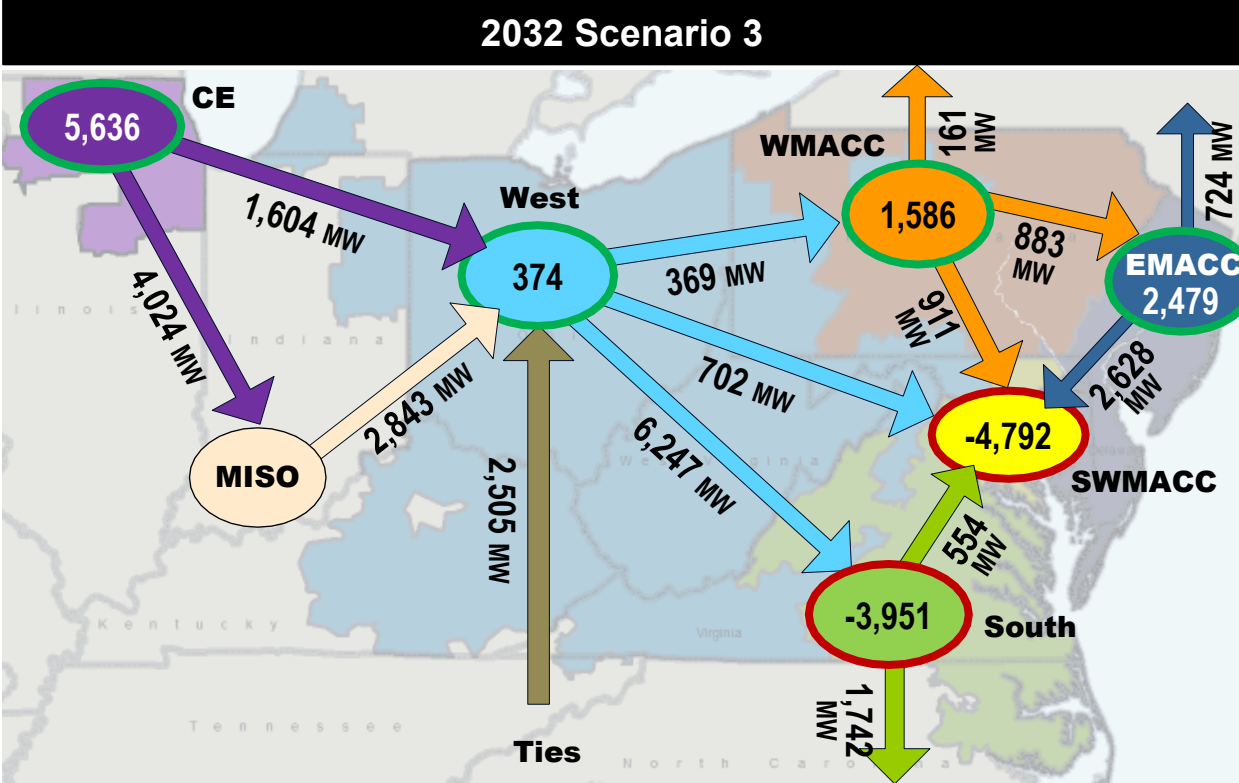 2032 Scenario 3
CE
5,636
WMACC
161
MW
724 MW
1,604 MW
West
1,586
883
MW
EMACC
2,479
374
369 MW
911
MW
4,024 MW
Illinois
Indiana
2,843 MW
702 MW
2,628
MW
-4,792
SWMACC
MISO
6,247 MW
West Virginia
Delaware
2,505 MW
554
MW
-3,951
South
Kentucky
Virginia
1,742
MW
Tennessee
Ties
North Carolina